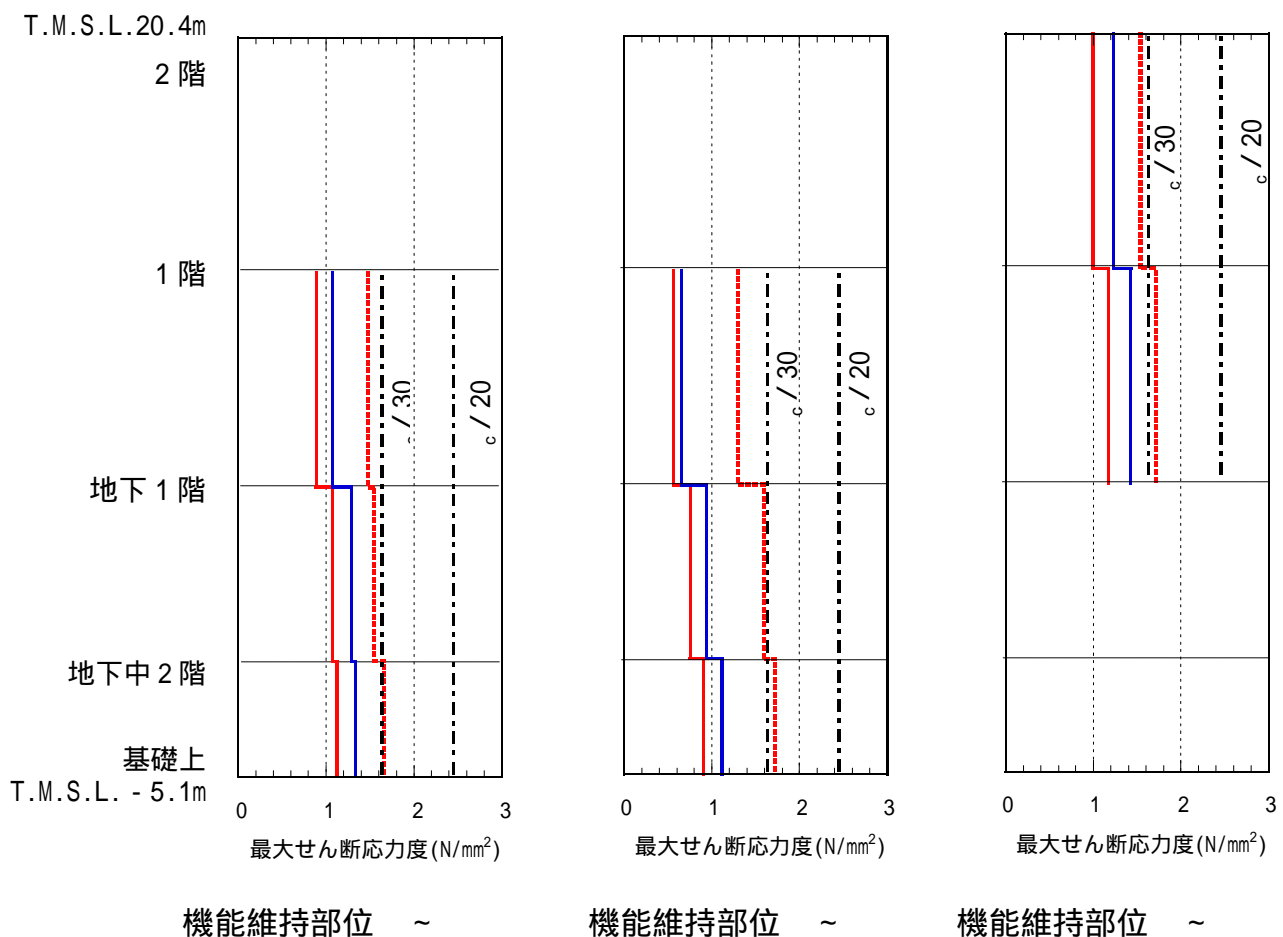 T.M.S.L.20.4m
2階
1階
地下1階
地下中2階
基礎上
T.M.S.L. -5.1m
c/30
c/20
0 1 2 3
最大せん断応力度(N/mm²)
機能維持部位 ~
c/30
c/20
0 1 2 3
最大せん断応力度(N/mm²)
機能維持部位 ~
c/30
c/20
0 1 2 3
最大せん断応力度(N/mm²)
機能維持部位 ~